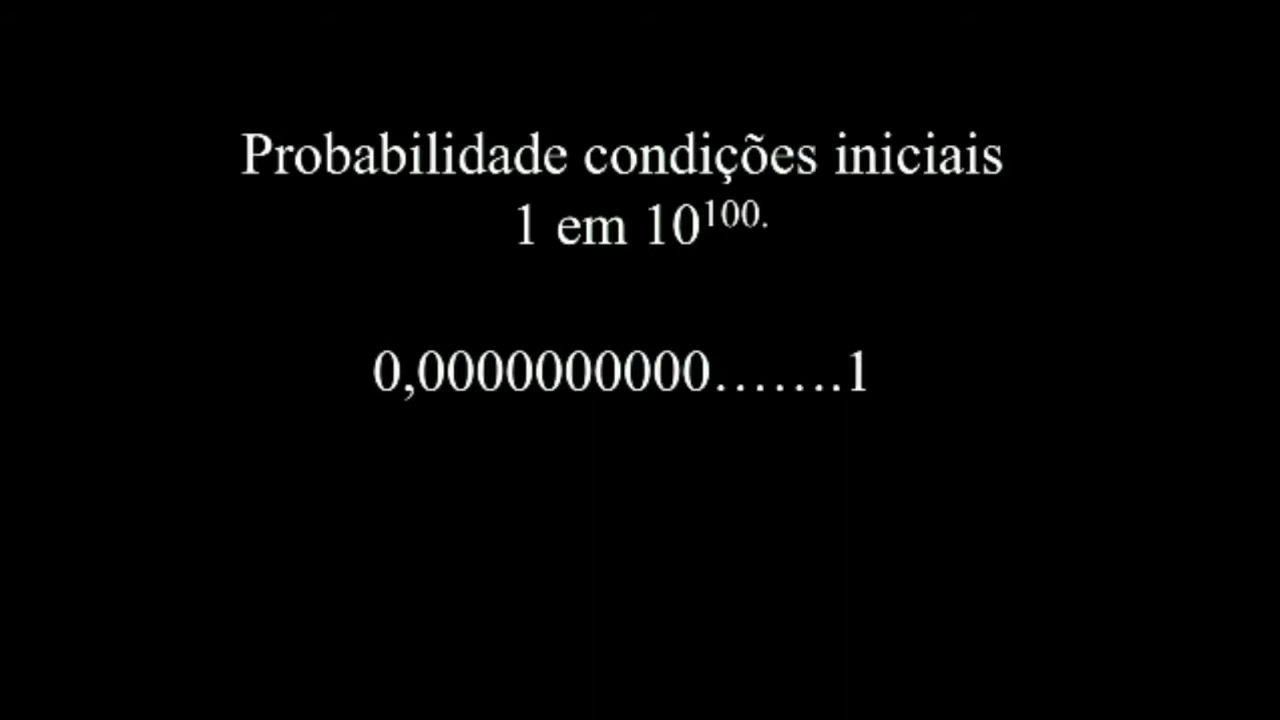 Probabilidade condições iniciais
1 em 10¹⁰⁰·
0,0000000000…….1